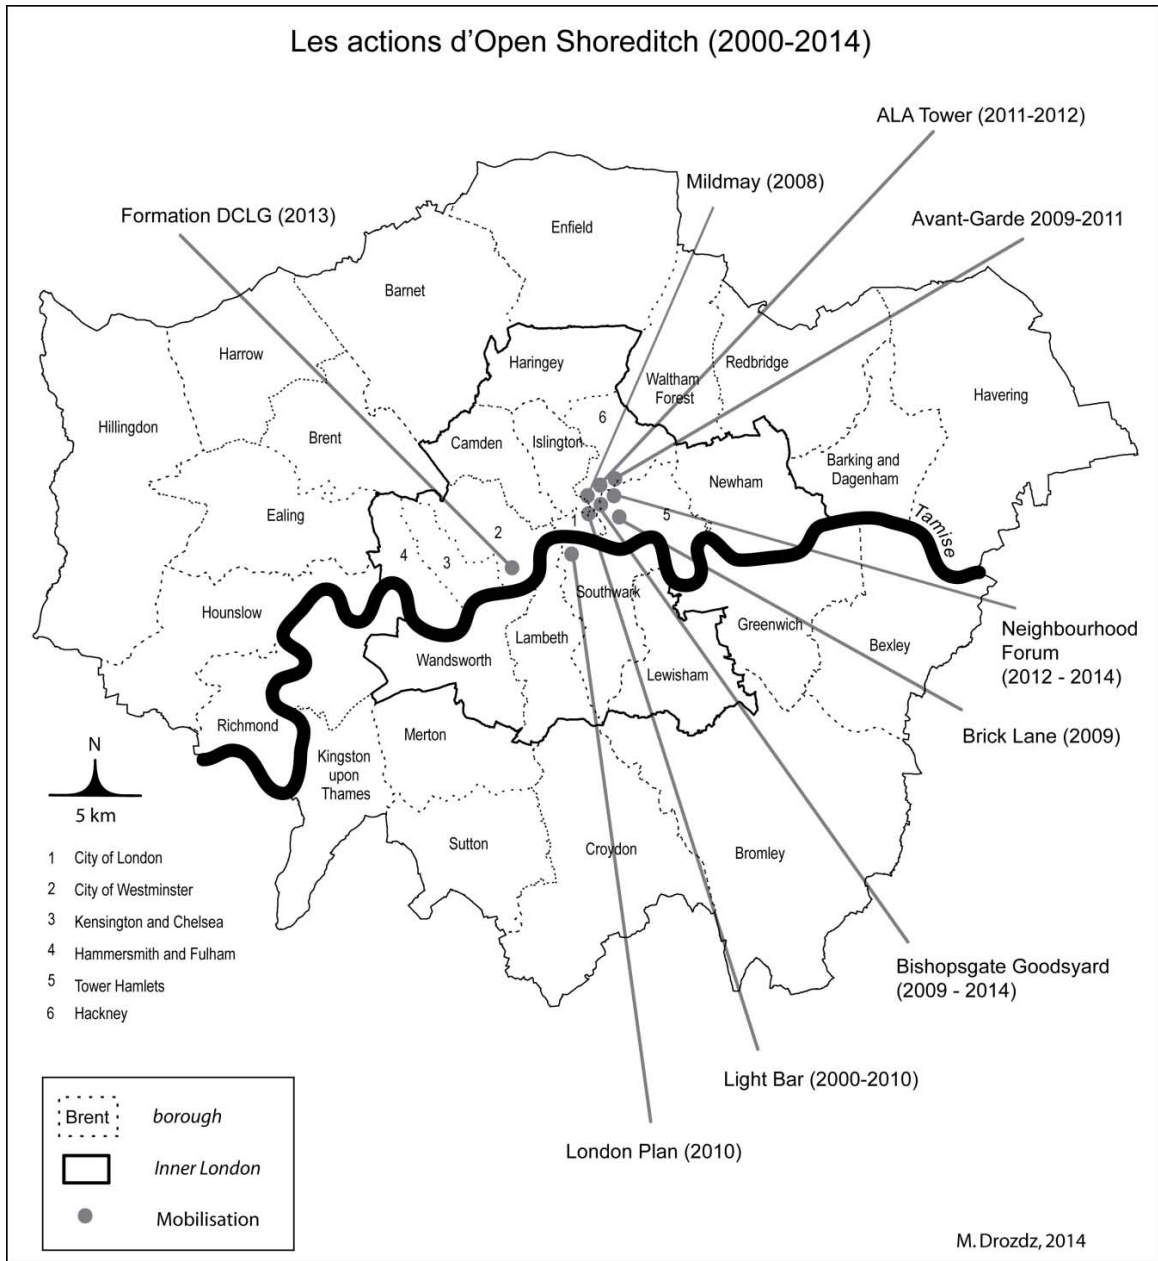 Les actions d'Open Shoreditch (2000-2014)
ALA Tower (2011-2012)
Mildmay (2008)
Formation DCLG (2013)
Avant-Garde 2009-2011
Enfield
Barnet
Harrow
Haringey
Redbridge
Waltham
Forest
Havering
Hillingdon
Brent
Camden
Islington
6
Newham
Barking and
Dagenham
Ealing
2
1
5
4
3
Tamise
Hounslow
Southwark
Greenwich
Bexley
Lambeth
Wandsworth
Lewisham
Neighbourhood
Forum
(2012 - 2014)
Richmond
Merton
Brick Lane (2009)
Kingston
upon
Thames
N
5 km
Sutton
Croydon
Bromley
1 City of London
2 City of Westminster
3 Kensington and Chelsea
4 Hammersmith and Fulham
5 Tower Hamlets
6 Hackney
Bishopsgate Goodsyard
(2009 - 2014)
Light Bar (2000-2010)
London Plan (2010)
Brent borough
Inner London
Mobilisation
M. Drozdz, 2014